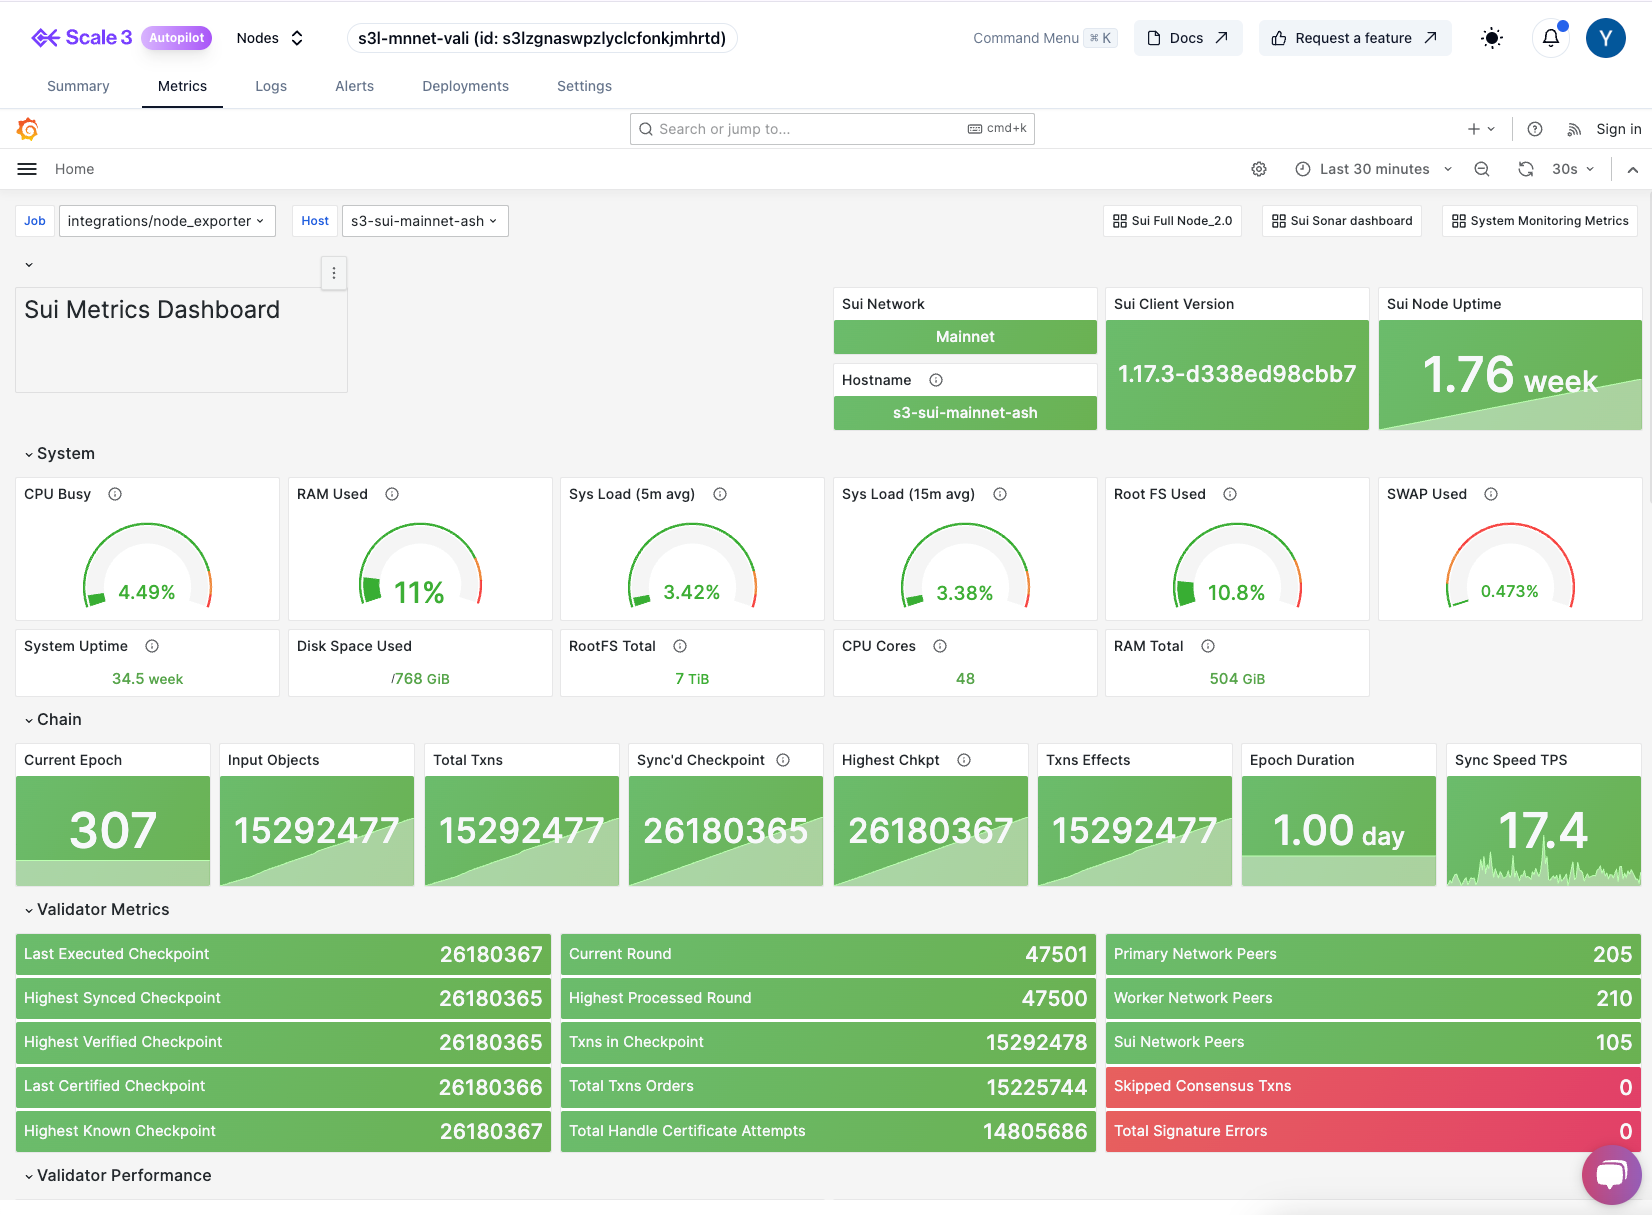 Scale 3 Autopilot Nodes s3l-mnnet-vali (id: s3lzgnaswpzlyclcfonkjmhrtd) Command Menu ⌘ K Docs Request a feature Y
Summary Metrics Logs Alerts Deployments Settings
Search or jump to... cmd+k Sign in
Home Last 30 minutes 30s
Job integrations/node_exporter Host s3-sui-mainnet-ash Sui Full Node_2.0 Sui Sonar dashboard System Monitoring Metrics
Sui Metrics Dashboard
Sui Network
Mainnet
Hostname
s3-sui-mainnet-ash
Sui Client Version
1.17.3-d338ed98cbb7
Sui Node Uptime
1.76 week
System
CPU Busy
4.49%
RAM Used
11%
Sys Load (5m avg)
3.42%
Sys Load (15m avg)
3.38%
Root FS Used
10.8%
SWAP Used
0.473%
System Uptime
34.5 week
Disk Space Used
/768 GiB
RootFS Total
7 TiB
CPU Cores
48
RAM Total
504 GiB
Chain
Current Epoch
307
Input Objects
15292477
Total Txns
15292477
Sync'd Checkpoint
26180365
Highest Chkpt
26180367
Txns Effects
15292477
Epoch Duration
1.00 day
Sync Speed TPS
17.4
Validator Metrics
Last Executed Checkpoint 26180367
Highest Synced Checkpoint 26180365
Highest Verified Checkpoint 26180365
Last Certified Checkpoint 26180366
Highest Known Checkpoint 26180367
Current Round 47501
Highest Processed Round 47500
Txns in Checkpoint 15292478
Total Txns Orders 15225744
Total Handle Certificate Attempts 14805686
Primary Network Peers 205
Worker Network Peers 210
Sui Network Peers 105
Skipped Consensus Txns 0
Total Signature Errors 0
Validator Performance